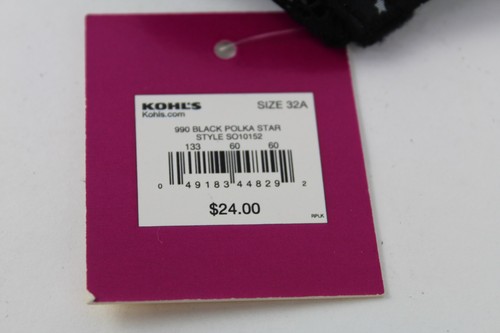 KOHL'S SIZE 32A
Kohls.com
990 BLACK POLKA STAR
STYLE SO10152
133 60 60
0 49183 44829 2
$24.00
RPLK